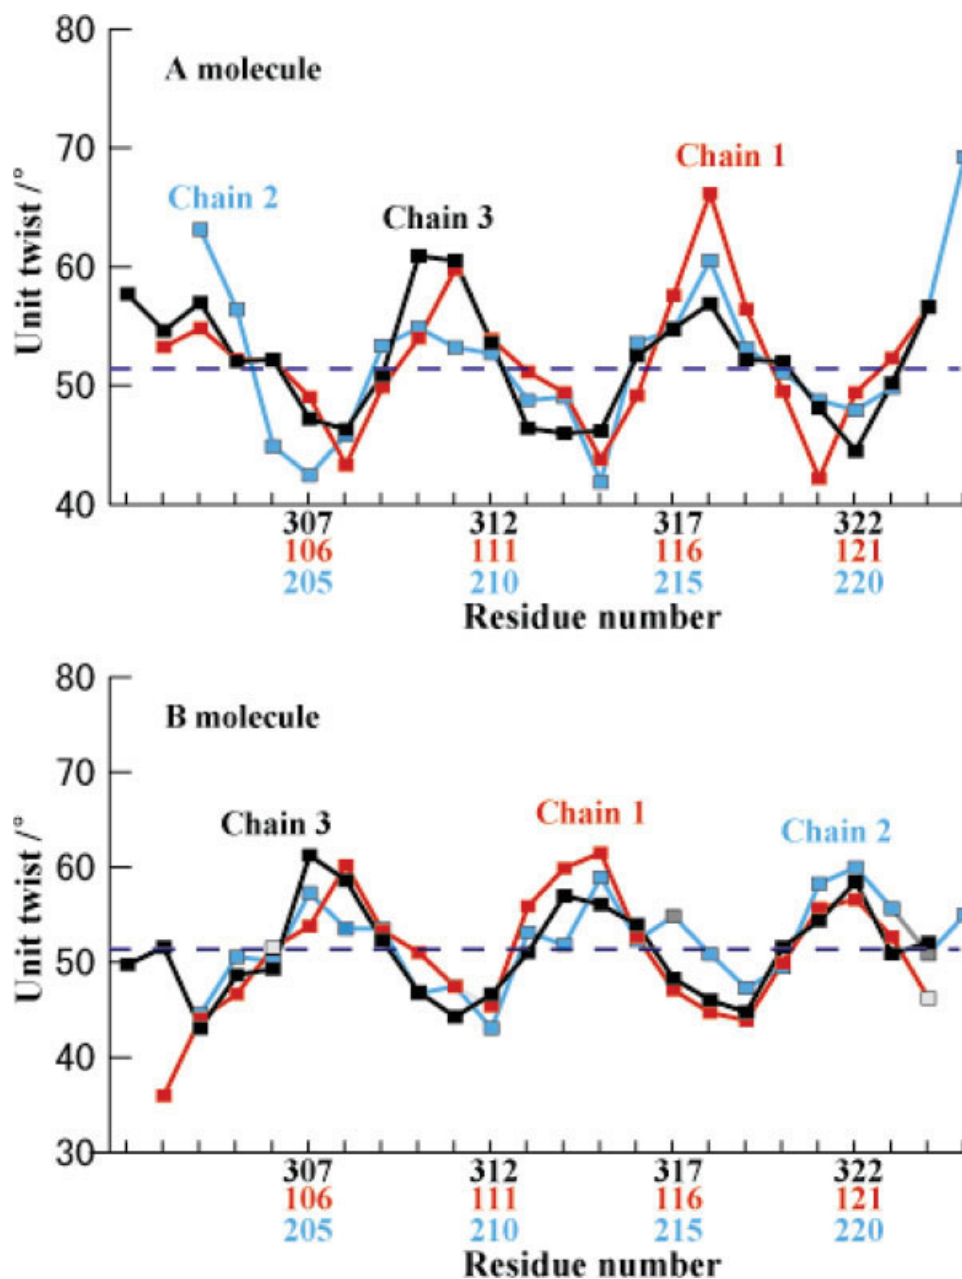 80
A molecule
70
Chain 1
Chain 2
Chain 3
60
Unit twist /°
50
40
307 312 317 322
106 111 116 121
205 210 215 220
Residue number
80
B molecule
70
Chain 3
Chain 1
Chain 2
60
Unit twist /°
50
40
30
307 312 317 322
106 111 116 121
205 210 215 220
Residue number